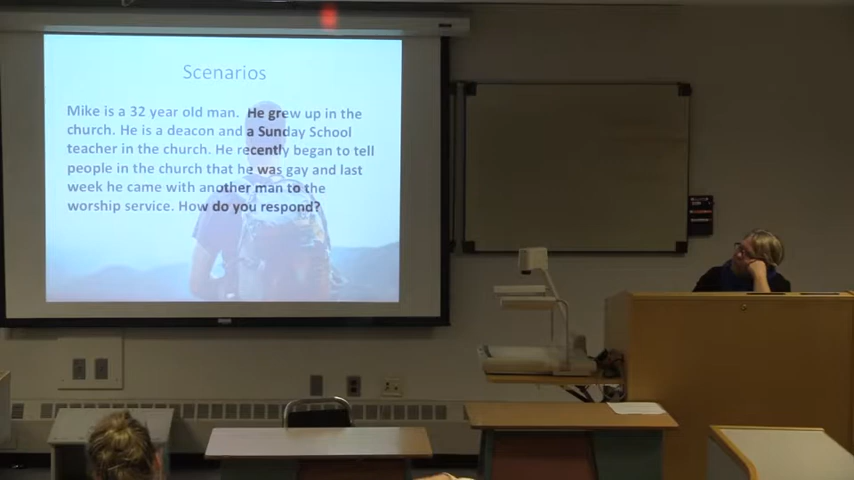 Scenarios
Mike is a 32 year old man. He grew up in the
church. He is a deacon and a Sunday School
teacher in the church. He recently began to tell
people in the church that he was gay and last
week he came with another man to the
worship service. How do you respond?